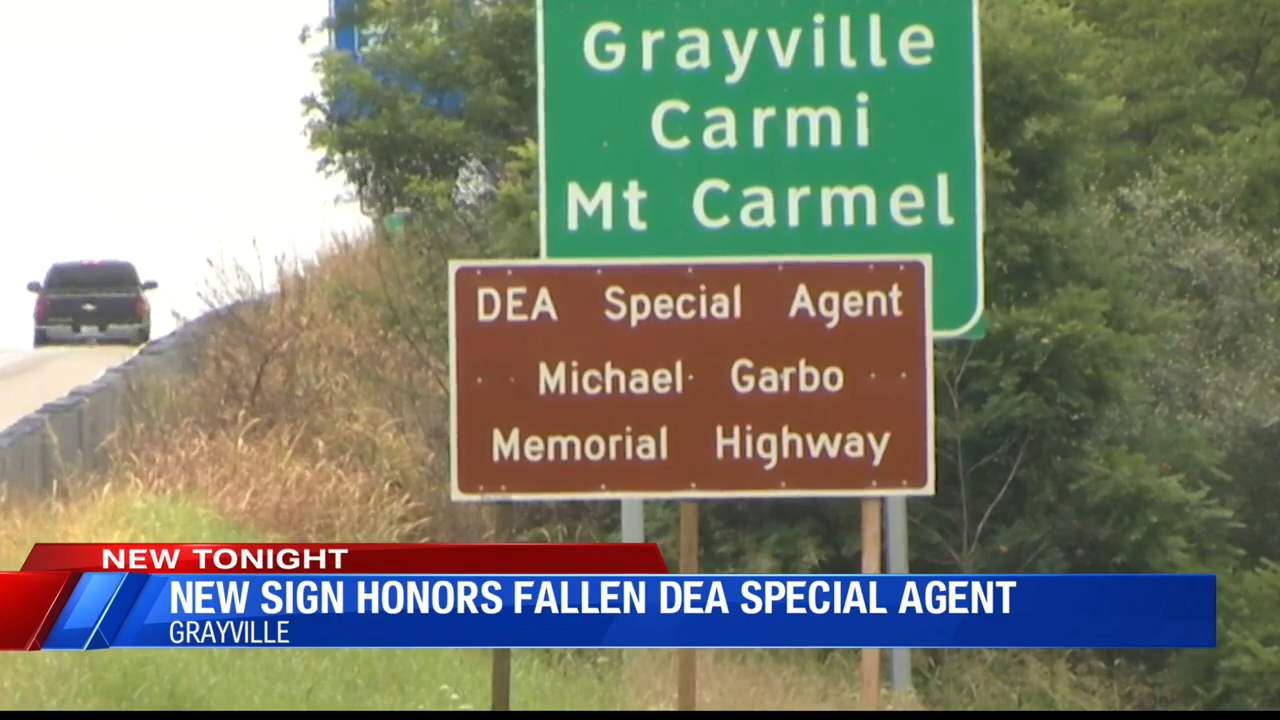 Grayville
Carmi
Mt Carmel
DEA Special Agent
Michael Garbo
Memorial Highway
NEW TONIGHT
NEW SIGN HONORS FALLEN DEA SPECIAL AGENT
GRAYVILLE